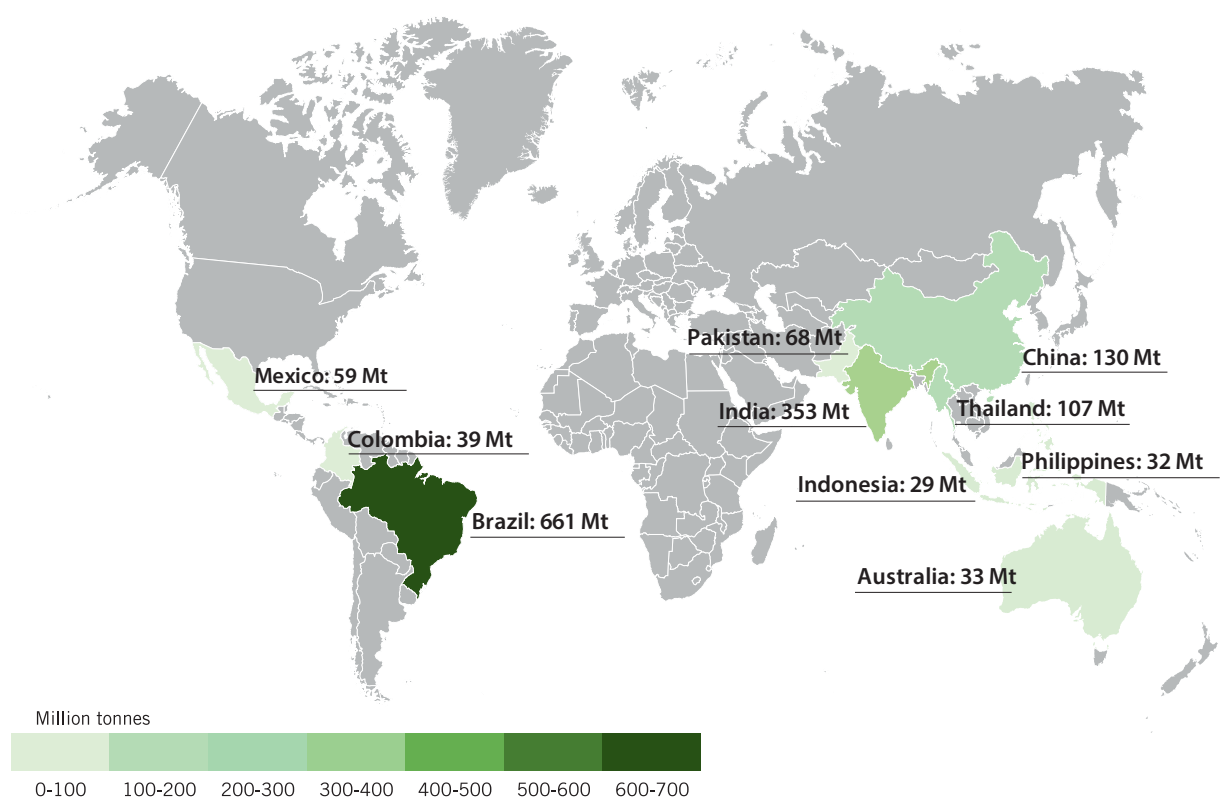 Pakistan: 68 Mt
China: 130 Mt
Mexico: 59 Mt
India: 353 Mt
Thailand: 107 Mt
Colombia: 39 Mt
Philippines: 32 Mt
Indonesia: 29 Mt
Brazil: 661 Mt
Australia: 33 Mt
Million tonnes
0-100 100-200 200-300 300-400 400-500 500-600 600-700